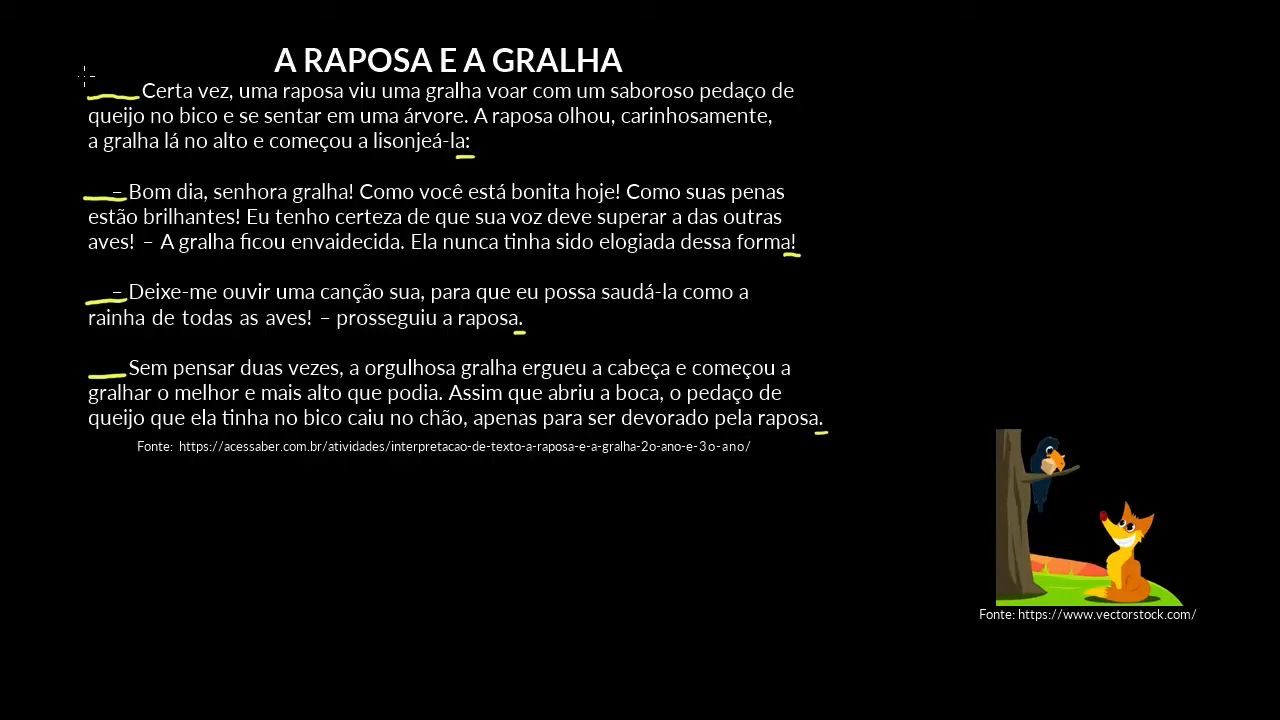 A RAPOSA E A GRALHA
Certa vez, uma raposa viu uma gralha voar com um saboroso pedaço de
queijo no bico e se sentar em uma árvore. A raposa olhou, carinhosamente,
a gralha lá no alto e começou a lisonjeá-la:
– Bom dia, senhora gralha! Como você está bonita hoje! Como suas penas
estão brilhantes! Eu tenho certeza de que sua voz deve superar a das outras
aves! – A gralha ficou envaidecida. Ela nunca tinha sido elogiada dessa forma!
– Deixe-me ouvir uma canção sua, para que eu possa saudá-la como a
rainha de todas as aves! – prosseguiu a raposa.
Sem pensar duas vezes, a orgulhosa gralha ergueu a cabeça e começou a
gralhar o melhor e mais alto que podia. Assim que abriu a boca, o pedaço de
queijo que ela tinha no bico caiu no chão, apenas para ser devorado pela raposa.
Fonte: https://acessaber.com.br/atividades/interpretacao-de-texto-a-raposa-e-a-gralha-2o-ano-e-3o-ano/
Fonte: https://www.vectorstock.com/